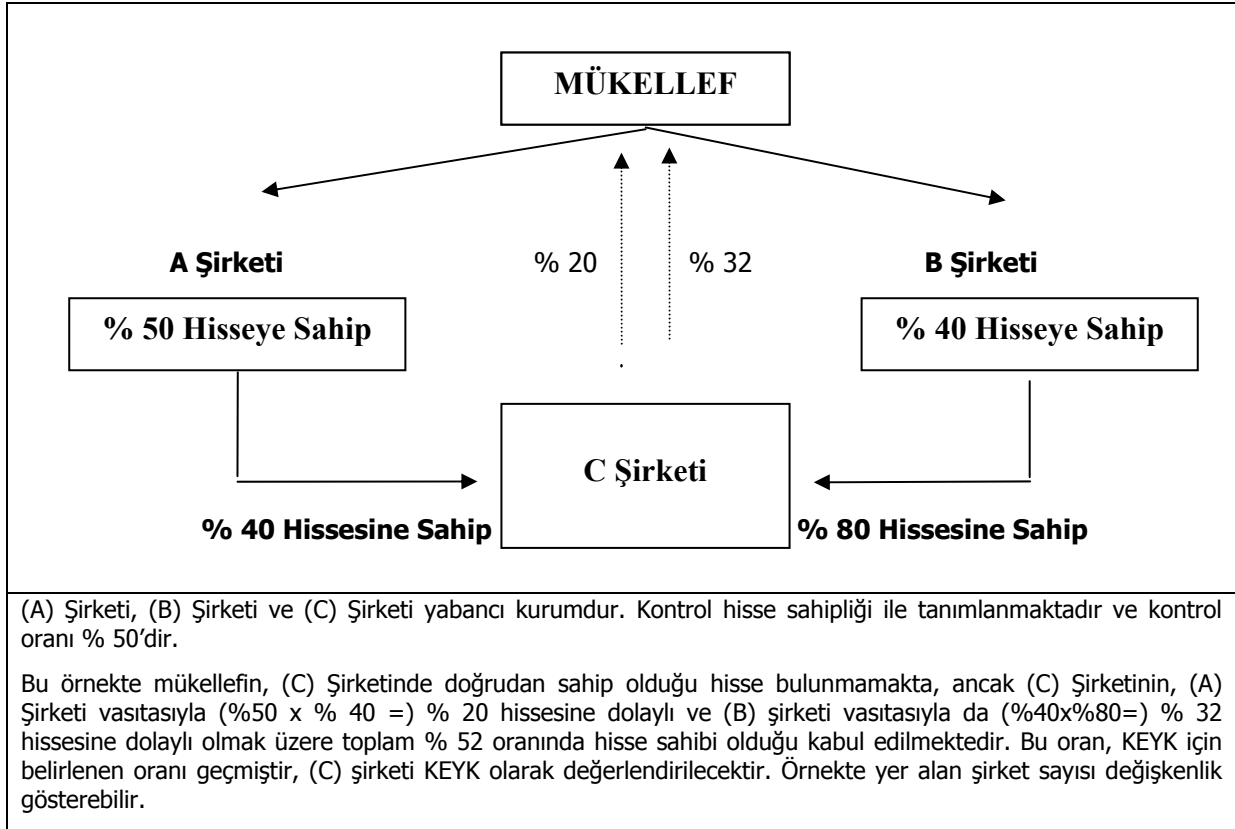 MÜKELLEF
A Şirketi
% 20
% 32
B Şirketi
% 50 Hisseye Sahip
% 40 Hisseye Sahip
C Şirketi
% 40 Hissesine Sahip
% 80 Hissesine Sahip
(A) Şirketi, (B) Şirketi ve (C) Şirketi yabancı kurumdur. Kontrol hisse sahipliği ile tanımlanmaktadır ve kontrol
oranı % 50’dir.
Bu örnekte mükellefin, (C) Şirketinde doğrudan sahip olduğu hisse bulunmamakta, ancak (C) Şirketinin, (A)
Şirketi vasıtasıyla (%50 x % 40 =) % 20 hissesine dolaylı ve (B) şirketi vasıtasıyla da (%40x%80=) % 32
hissesine dolaylı olmak üzere toplam % 52 oranında hisse sahibi olduğu kabul edilmektedir. Bu oran, KEYK için
belirlenen oranı geçmiştir, (C) şirketi KEYK olarak değerlendirilecektir. Örnekte yer alan şirket sayısı değişkenlik
gösterebilir.